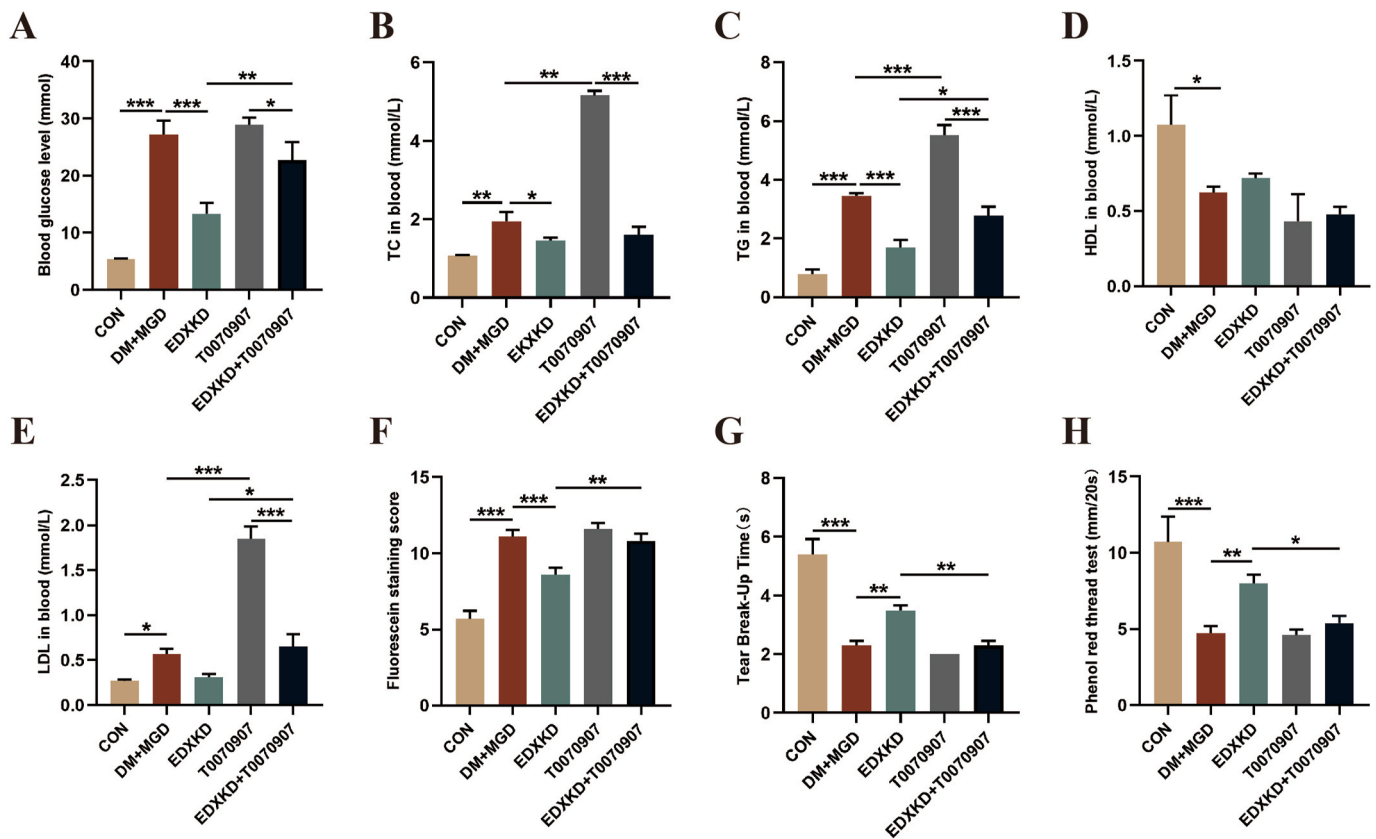 A
Blood glucose level (mmol)
40
30
20
10
0
***
***
**
*
CON
DM+MGD
EDXKD
T0070907
EDXKD+T0070907
B
TC in blood (mmol/L)
6
4
2
0
**
*
**
***
CON
DM+MGD
EKXKD
T0070907
EDXKD+T0070907
C
TG in blood (mmol/L)
8
6
4
2
0
***
***
***
*
***
CON
DM+MGD
EDXKD
T0070907
EDXKD+T0070907
D
HDL in blood (mmol/L)
1.5
1.0
0.5
0.0
*
CON
DM+MGD
EDXKD
T0070907
EDXKD+T0070907
E
LDL in blood (mmol/L)
2.5
2.0
1.5
1.0
0.5
0.0
*
***
*
***
CON
DM+MGD
EDXKD
T0070907
EDXKD+T0070907
F
Fluorescein staining score
15
10
5
0
***
***
**
CON
DM+MGD
EDXKD
T0070907
EDXKD+T0070907
G
Tear Break-Up Time（s）
8
6
4
2
0
***
**
**
CON
DM+MGD
EDXKD
T0070907
EDXKD+T0070907
H
Phenol red thread test (mm/20s)
15
10
5
0
***
**
*
CON
DM+MGD
EDXKD
T0070907
EDXKD+T0070907